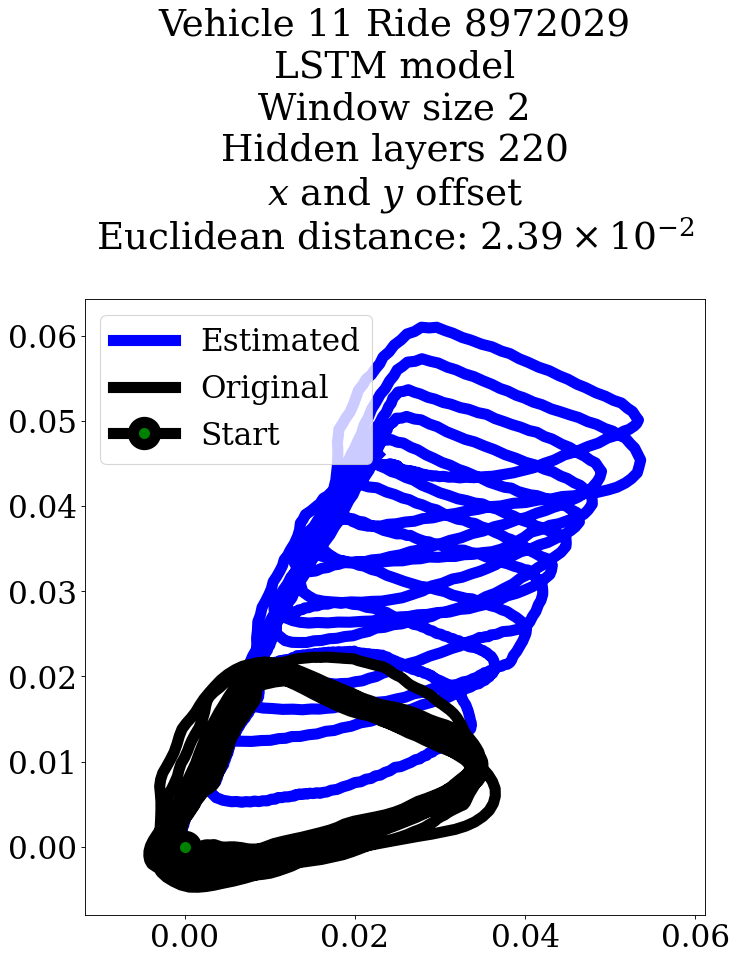 Vehicle 11 Ride 8972029
LSTM model
Window size 2
Hidden layers 220
x and y offset
Euclidean distance: 2.39 × 10⁻²
Estimated
Original
Start
0.06
0.05
0.04
0.03
0.02
0.01
0.00
0.00 0.02 0.04 0.06